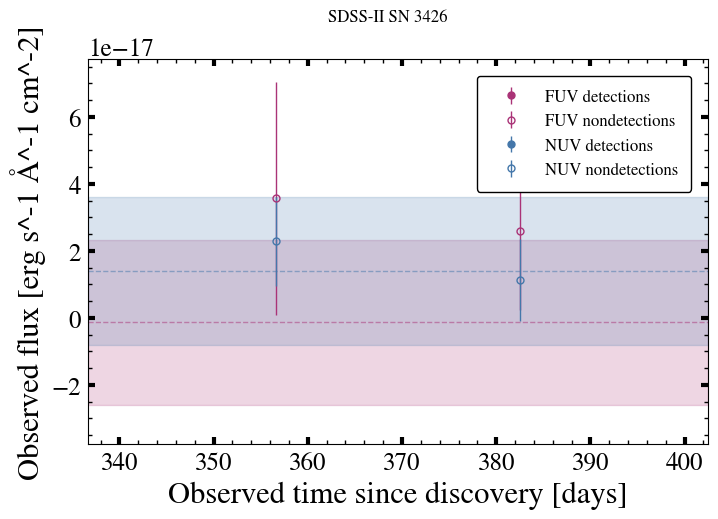 SDSS-II SN 3426
1e−17
FUV detections
FUV nondetections
NUV detections
NUV nondetections
6
4
2
0
−2
Observed flux [erg s^-1 Å^-1 cm^-2]
340
350
360
370
380
390
400
Observed time since discovery [days]